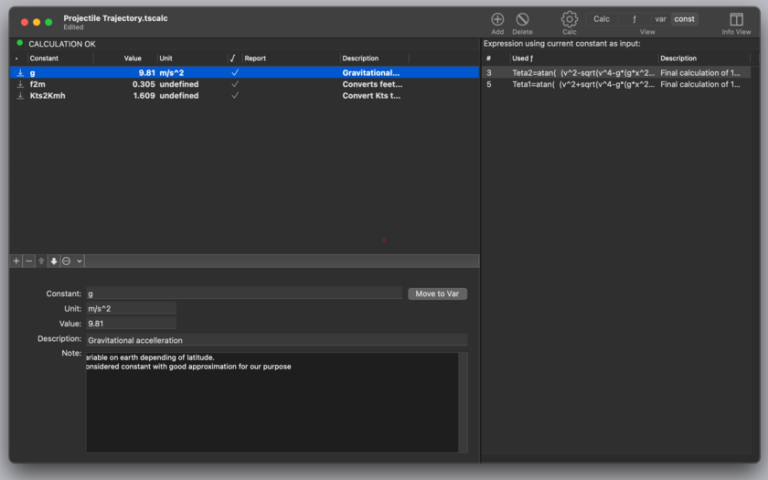 Projectile Trajectory.tscalc
Edited
Add
Delete
Calc
Calc ƒ var const
View
Info View
CALCULATION OK
Constant Value Unit √ Report Description
g 9.81 m/s^2 ✓ Gravitational...
f2m 0.305 undefined ✓ Converts feet...
Kts2Kmh 1.609 undefined ✓ Convert Kts t...
Expression using current constant as input:
# Used ƒ Description
3 Teta2=atan( (v^2-sqrt(v^4-g*(g*x^2... Final calculation of 1...
5 Teta1=atan( (v^2+sqrt(v^4-g*(g*x^2... Final calculation of 1...
Constant: g Move to Var
Unit: m/s^2
Value: 9.81
Description: Gravitational accelleration
Note: ariable on earth depending of latitude.
onsidered constant with good approximation for our purpose